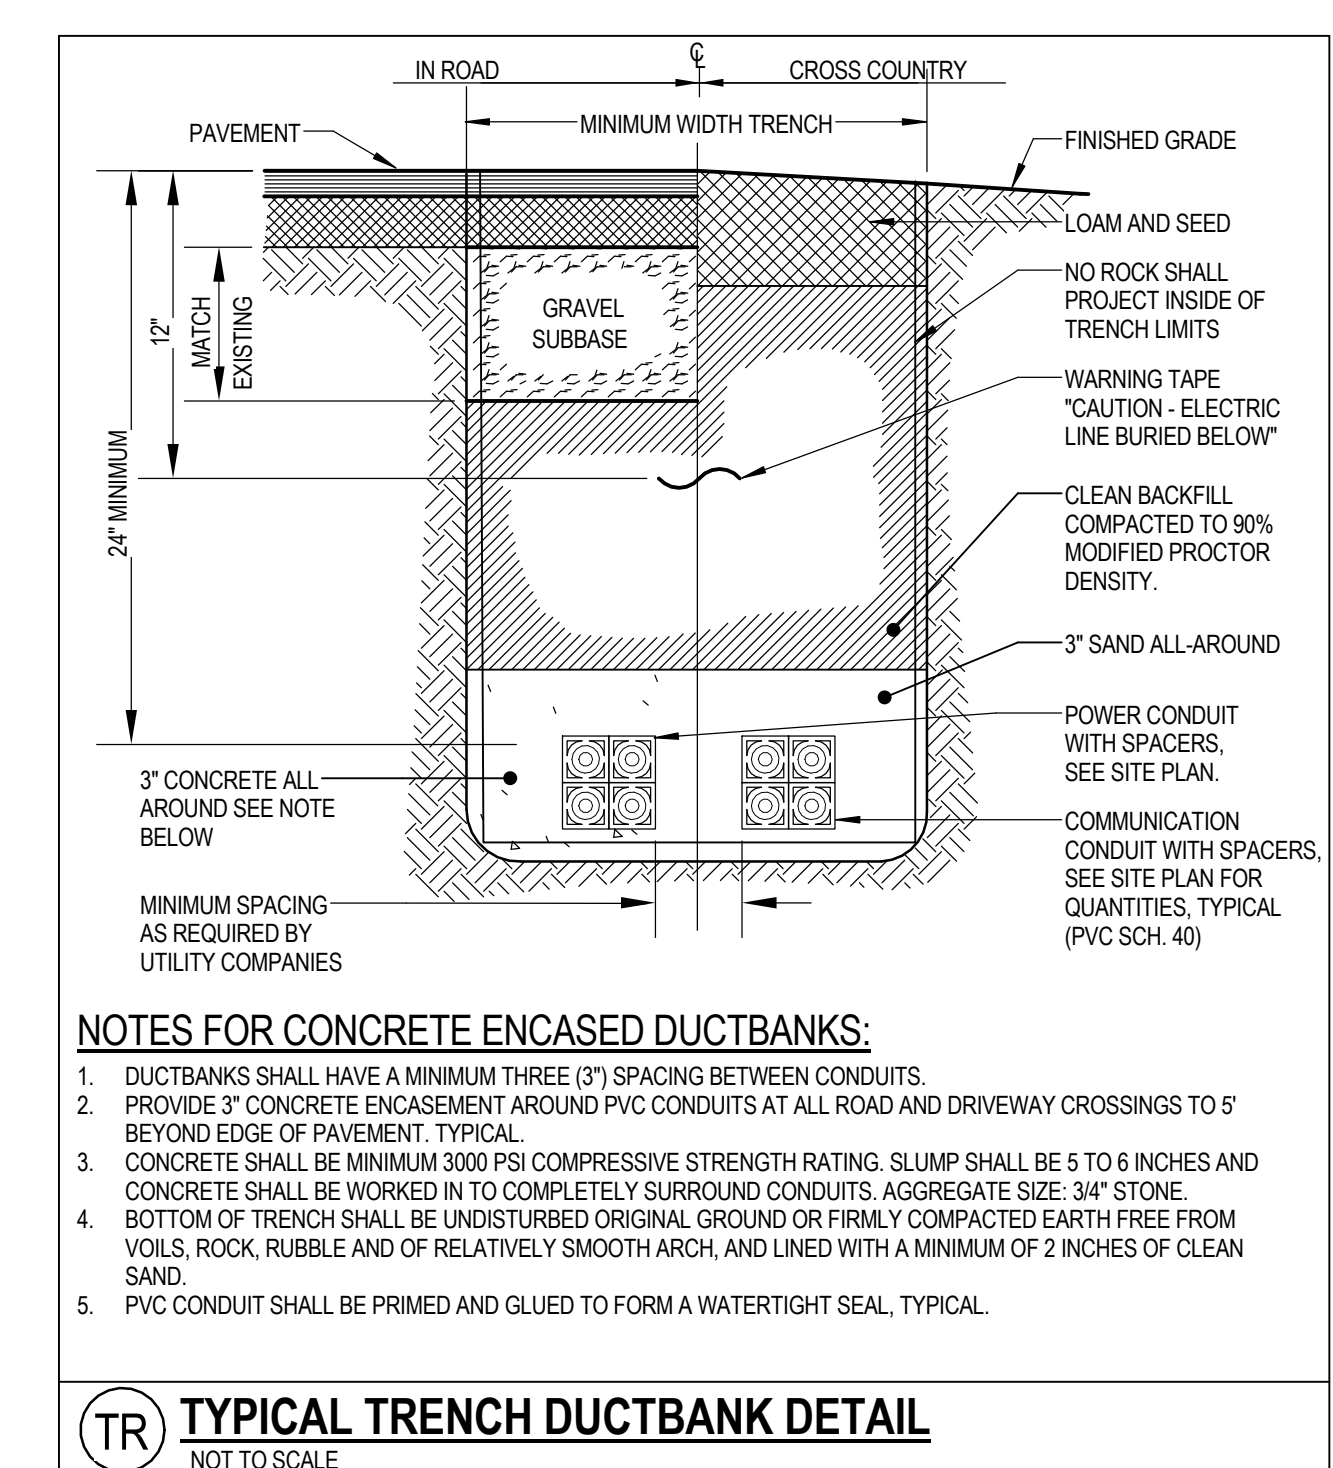 ℄
IN ROAD
CROSS COUNTRY
MINIMUM WIDTH TRENCH
PAVEMENT
FINISHED GRADE
LOAM AND SEED
NO ROCK SHALL
PROJECT INSIDE OF
TRENCH LIMITS
GRAVEL
SUBBASE
12"
MATCH
EXISTING
24" MINIMUM
WARNING TAPE
"CAUTION - ELECTRIC
LINE BURIED BELOW"
CLEAN BACKFILL
COMPACTED TO 90%
MODIFIED PROCTOR
DENSITY.
3" SAND ALL-AROUND
POWER CONDUIT
WITH SPACERS,
SEE SITE PLAN.
3" CONCRETE ALL
AROUND SEE NOTE
BELOW
COMMUNICATION
CONDUIT WITH SPACERS,
SEE SITE PLAN FOR
QUANTITIES, TYPICAL
(PVC SCH. 40)
MINIMUM SPACING
AS REQUIRED BY
UTILITY COMPANIES
NOTES FOR CONCRETE ENCASED DUCTBANKS:
1. DUCTBANKS SHALL HAVE A MINIMUM THREE (3") SPACING BETWEEN CONDUITS.
2. PROVIDE 3" CONCRETE ENCASEMENT AROUND PVC CONDUITS AT ALL ROAD AND DRIVEWAY CROSSINGS TO 5'
BEYOND EDGE OF PAVEMENT. TYPICAL.
3. CONCRETE SHALL BE MINIMUM 3000 PSI COMPRESSIVE STRENGTH RATING. SLUMP SHALL BE 5 TO 6 INCHES AND
CONCRETE SHALL BE WORKED IN TO COMPLETELY SURROUND CONDUITS. AGGREGATE SIZE: 3/4" STONE.
4. BOTTOM OF TRENCH SHALL BE UNDISTURBED ORIGINAL GROUND OR FIRMLY COMPACTED EARTH FREE FROM
VOILS, ROCK, RUBBLE AND OF RELATIVELY SMOOTH ARCH, AND LINED WITH A MINIMUM OF 2 INCHES OF CLEAN
SAND.
5. PVC CONDUIT SHALL BE PRIMED AND GLUED TO FORM A WATERTIGHT SEAL, TYPICAL.
TR
TYPICAL TRENCH DUCTBANK DETAIL
NOT TO SCALE